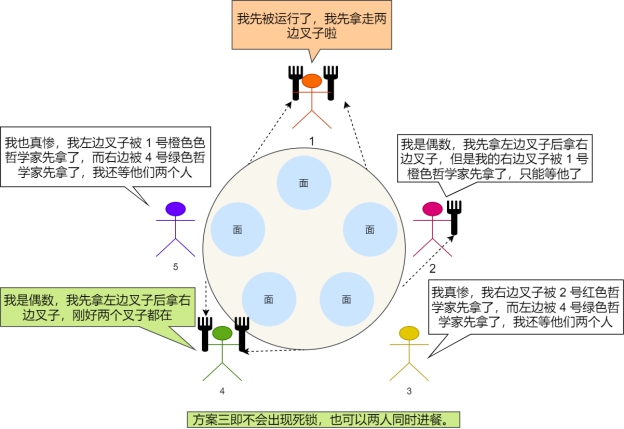 我先被运行了，我先拿走两
边叉子啦
1
我也真惨，我左边叉子被 1 号橙色色
哲学家先拿了，而右边被 4 号绿色哲
学家先拿了，我还等他们两个人
我是偶数，我先拿左边叉子后拿右
边叉子，但是我的右边叉子被 1 号
橙色哲学家先拿了，只能等他了
面
面
面
5
2
我是偶数，我先拿左边叉子后拿右
边叉子，刚好两个叉子都在
面
面
我真惨，我右边叉子被 2 号红色哲
学家先拿了，而左边被 4 号绿色哲
学家先拿了，我还等他们两个人
4
3
方案三即不会出现死锁，也可以两人同时进餐。